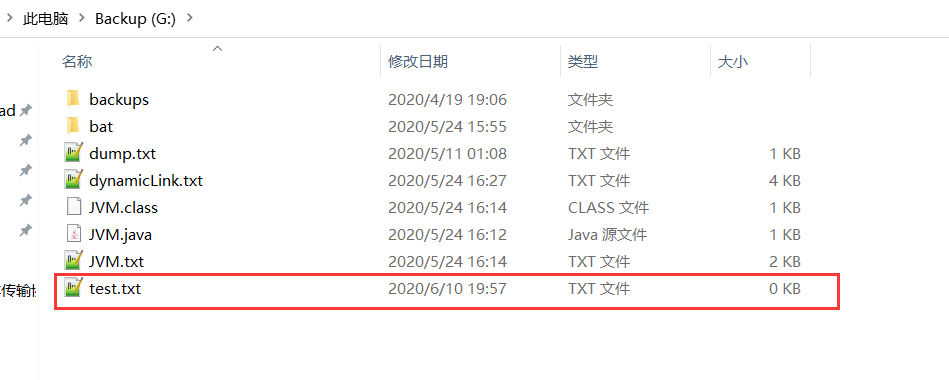 此电脑 Backup (G:)
名称 修改日期 类型 大小
backups 2020/4/19 19:06 文件夹
ad
bat 2020/5/24 15:55 文件夹
dump.txt 2020/5/11 01:08 TXT 文件 1 KB
dynamicLink.txt 2020/5/24 16:27 TXT 文件 4 KB
JVM.class 2020/5/24 16:14 CLASS 文件 1 KB
JVM.java 2020/5/24 16:12 Java 源文件 1 KB
JVM.txt 2020/5/24 16:14 TXT 文件 2 KB
test.txt 2020/6/10 19:57 TXT 文件 0 KB
传输